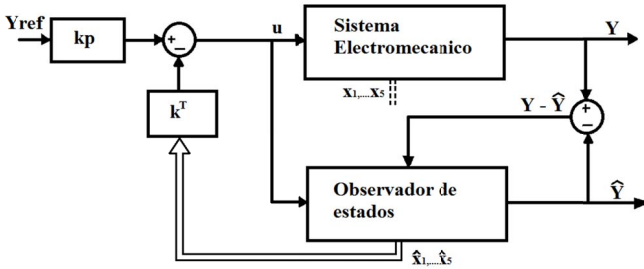 Yref
kp
+
−
u
Sistema
Electromecanico
Y
x₁,....x₅
kᵀ
Y - Ŷ
+
−
Observador de
estados
Ŷ
x̂₁,....x̂₅